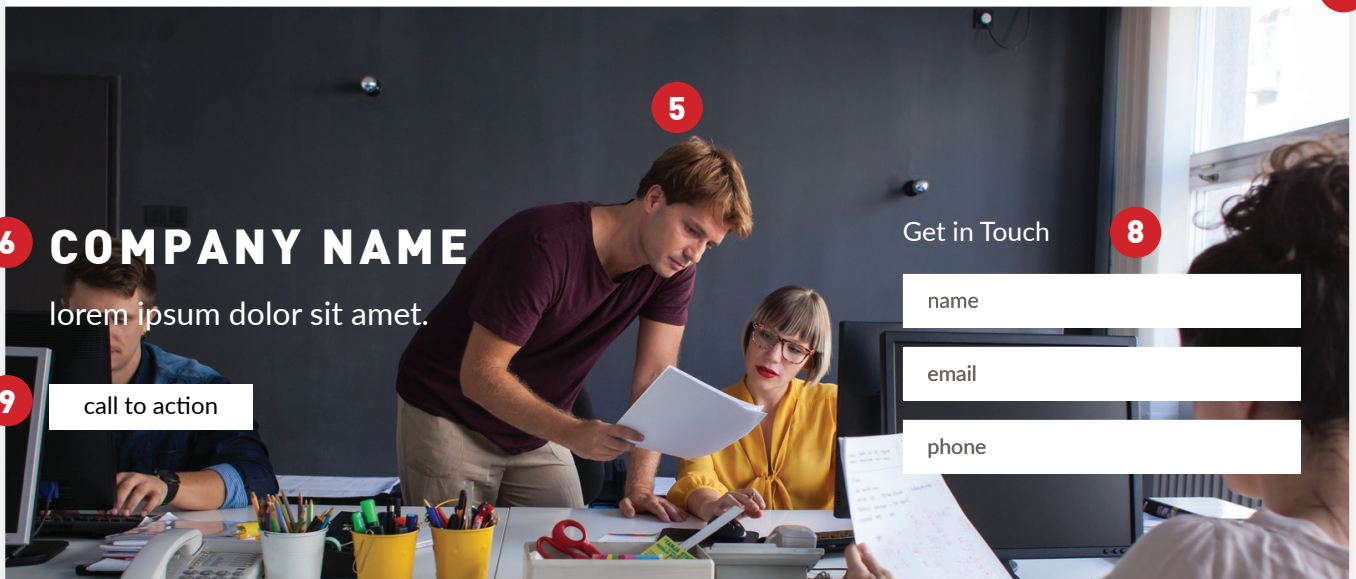 5
6
COMPANY NAME
lorem ipsum dolor sit amet.
9
call to action
Get in Touch
8
name
email
phone